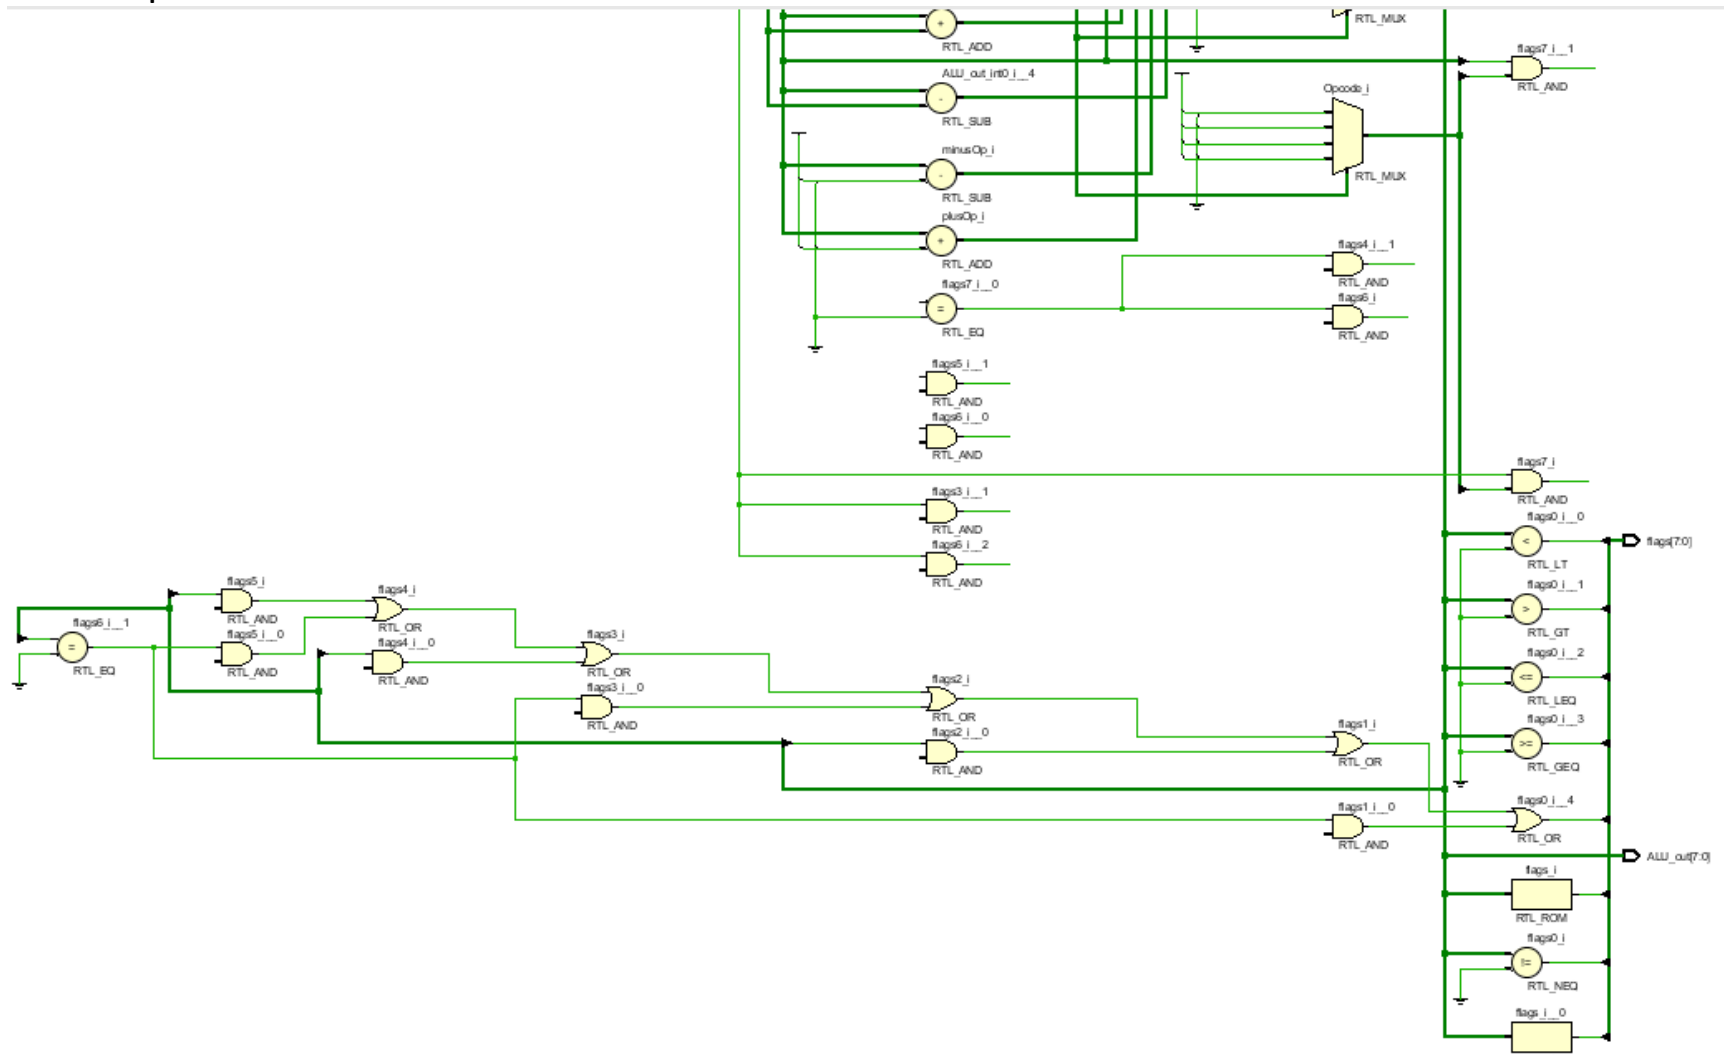 RTL_MUX
RTL_ADD
flags7_i__1
RTL_AND
ALU_out_int0_i__4
RTL_SUB
Opcode_i
RTL_MUX
minusOp_i
RTL_SUB
plusOp_i
RTL_ADD
flags4_i__1
RTL_AND
flags7_i__0
RTL_EQ
flags6_i
RTL_AND
flags5_i__1
RTL_AND
flags6_i__0
RTL_AND
flags7_i
RTL_AND
flags3_i__1
RTL_AND
flags6_i__2
RTL_AND
flags0_i__0
<
RTL_LT
flags[7:0]
flags0_i__1
>
RTL_GT
flags5_i
RTL_AND
flags4_i
RTL_OR
flags6_i__1
=
RTL_EQ
flags5_i__0
RTL_AND
flags4_i__0
RTL_AND
flags3_i
RTL_OR
flags0_i__2
<=
RTL_LEQ
flags3_i__0
RTL_AND
flags2_i
RTL_OR
flags2_i__0
RTL_AND
flags1_i
RTL_OR
flags0_i__3
>=
RTL_GEQ
flags1_i__0
RTL_AND
flags0_i__4
RTL_OR
ALU_out[7:0]
flags_i
RTL_ROM
flags0_i
!=
RTL_NEQ
flags_i__0